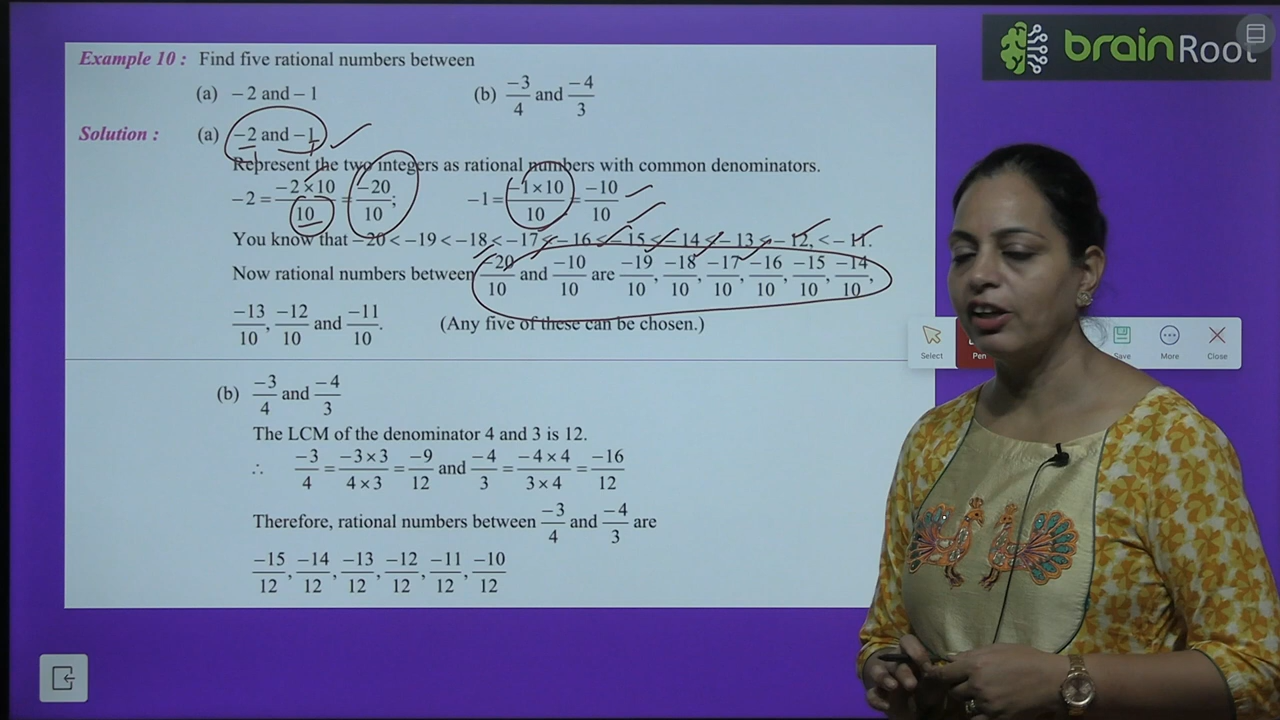 brainRoot
Example 10 : Find five rational numbers between
(a) −2 and −1 (b) −3/4 and −4/3
Solution : (a) −2 and −1
Represent the two integers as rational numbers with common denominators.
−2 = −2 × 10/10 = −20/10; −1 = −1 × 10/10 = −10/10
You know that −20 < −19 < −18 < −17 < −16 < −15 < −14 < −13 < −12, < −11.
Now rational numbers between −20/10 and −10/10 are −19/10, −18/10, −17/10, −16/10, −15/10, −14/10,
−13/10, −12/10 and −11/10. (Any five of these can be chosen.)
Select Pen Save More Close
(b) −3/4 and −4/3
The LCM of the denominator 4 and 3 is 12.
∴ −3/4 = −3 × 3/4 × 3 = −9/12 and −4/3 = −4 × 4/3 × 4 = −16/12
Therefore, rational numbers between −3/4 and −4/3 are
−15/12, −14/12, −13/12, −12/12, −11/12, −10/12